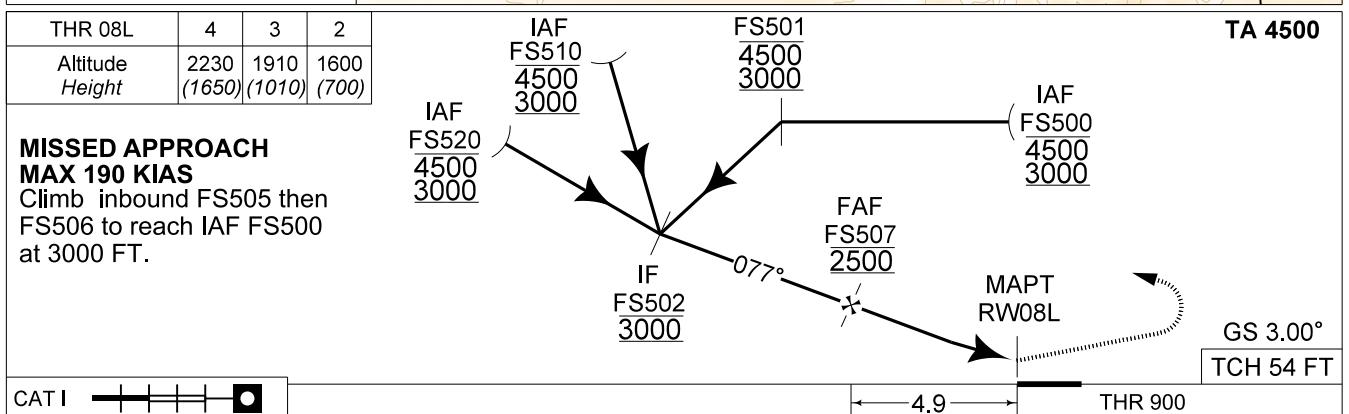 THR 08L 4 3 2
Altitude 2230 1910 1600
Height (1650) (1010) (700)
MISSED APPROACH
MAX 190 KIAS
Climb inbound FS505 then
FS506 to reach IAF FS500
at 3000 FT.
IAF
FS520
4500
3000
IAF
FS510
4500
3000
FS501
4500
3000
IAF
FS500
4500
3000
TA 4500
IF
FS502
3000
077°
FAF
FS507
2500
MAPT
RW08L
GS 3.00°
TCH 54 FT
CAT I
4.9
THR 900